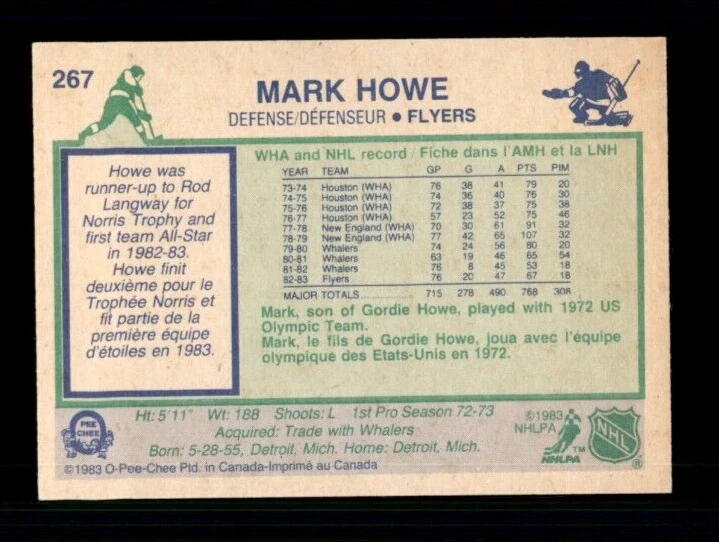 267
MARK HOWE
DEFENSE/DÉFENSEUR • FLYERS
Howe was
runner-up to Rod
Langway for
Norris Trophy and
first team All-Star
in 1982-83.
Howe finit
deuxième pour le
Trophée Norris et
fit partie de la
première équipe
d'étoiles en 1983.
WHA and NHL record / Fiche dans l'AMH et la LNH
YEAR TEAM GP G A PTS PIM
73-74 Houston (WHA) 76 38 41 79 20
74-75 Houston (WHA) 74 36 40 76 30
75-76 Houston (WHA) 72 38 37 75 38
76-77 Houston (WHA) 57 23 52 75 46
77-78 New England (WHA) 70 30 61 91 32
78-79 New England (WHA) 77 42 65 107 32
79-80 Whalers 74 24 56 80 20
80-81 Whalers 63 19 46 65 54
81-82 Whalers 76 8 45 53 18
82-83 Flyers 76 20 47 67 18
MAJOR TOTALS 715 278 490 768 308
Mark, son of Gordie Howe, played with 1972 US
Olympic Team.
Mark, le fils de Gordie Howe, joua avec l'équipe
olympique des Etats-Unis en 1972.
O PEE CHEE
Ht: 5'11" Wt: 188 Shoots: L 1st Pro Season 72-73
Acquired: Trade with Whalers
Born: 5-28-55, Detroit, Mich. Home: Detroit, Mich.
©1983 O-Pee-Chee Ptd. in Canada-Imprimé au Canada
©1983
NHLPA
NHLPA TM
NHL ®